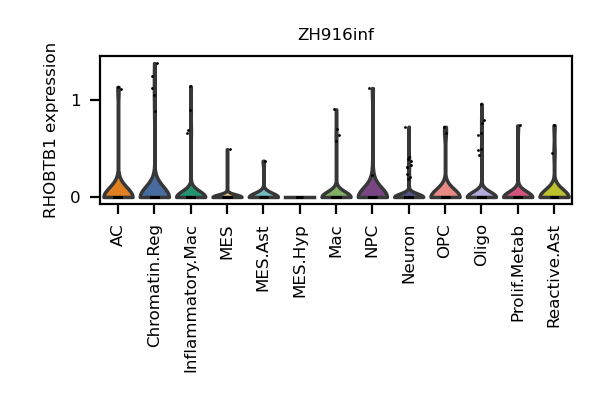 ZH916inf
RHOBTB1 expression
1
0
AC
Chromatin.Reg
Inflammatory.Mac
MES
MES.Ast
MES.Hyp
Mac
NPC
Neuron
OPC
Oligo
Prolif.Metab
Reactive.Ast